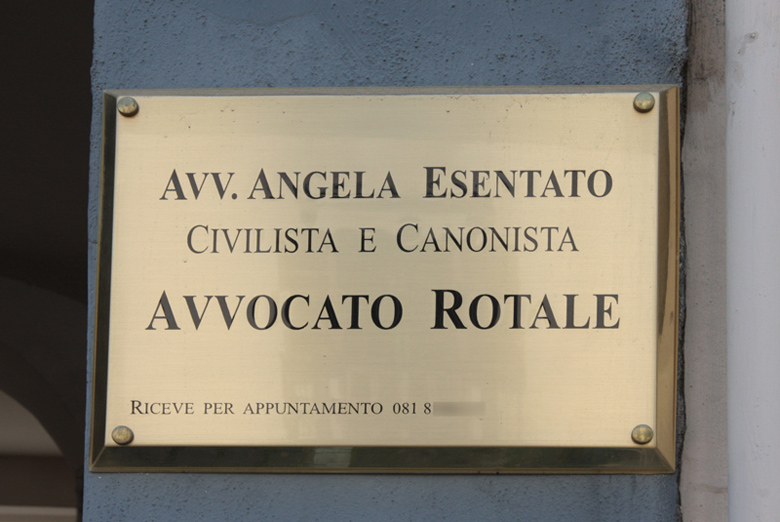 AVV. ANGELA ESENTATO
CIVILISTA E CANONISTA
AVVOCATO ROTALE
RICEVE PER APPUNTAMENTO 081 8